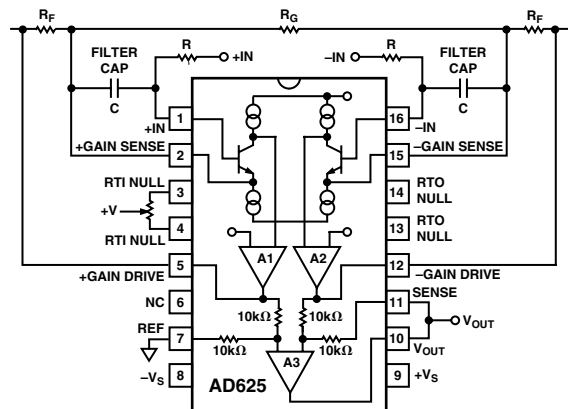 RF RG RF
FILTER CAP
R
+IN
–IN
R
FILTER CAP
C
C
1
+IN
16
–IN
+GAIN SENSE
2
15
–GAIN SENSE
RTI NULL
3
14
RTO NULL
+V
4
RTI NULL
13
RTO NULL
A1
A2
+GAIN DRIVE
5
12
–GAIN DRIVE
NC
6
10kΩ
10kΩ
11
SENSE
REF
7
10kΩ
10kΩ
VOUT
10
VOUT
A3
–VS
8
AD625
9
+VS